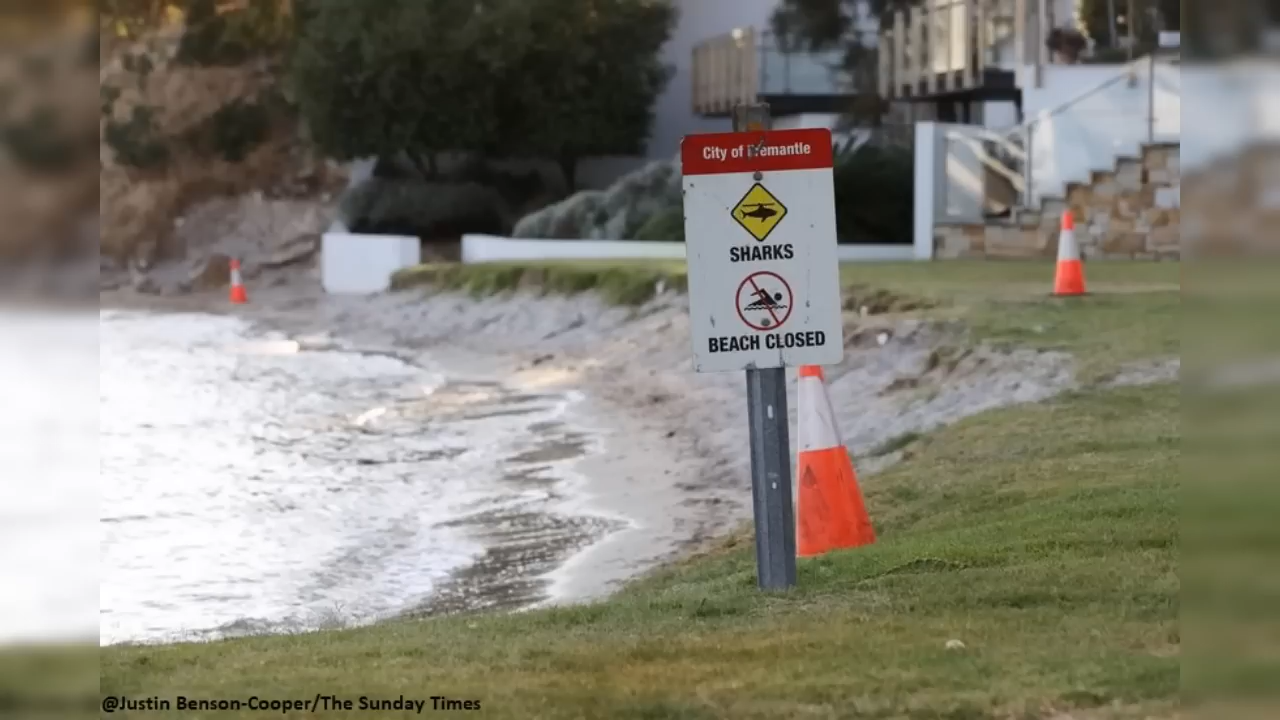 City of Fremantle
SHARKS
BEACH CLOSED
@Justin Benson-Cooper/The Sunday Times